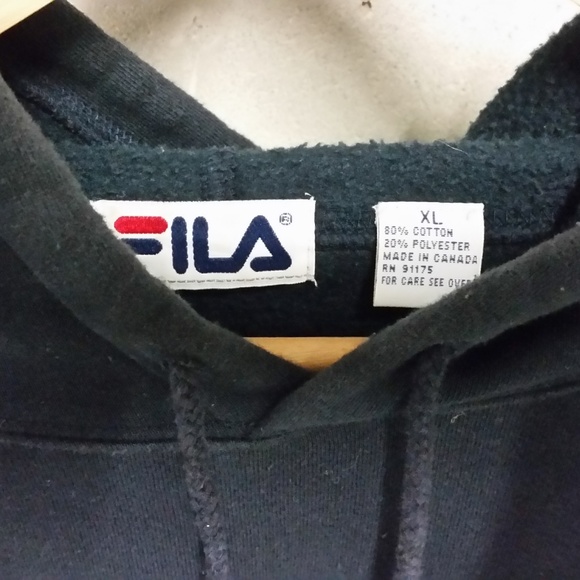 FILA®
XL
80% COTTON
20% POLYESTER
MADE IN CANADA
RN 91175
FOR CARE SEE OVER